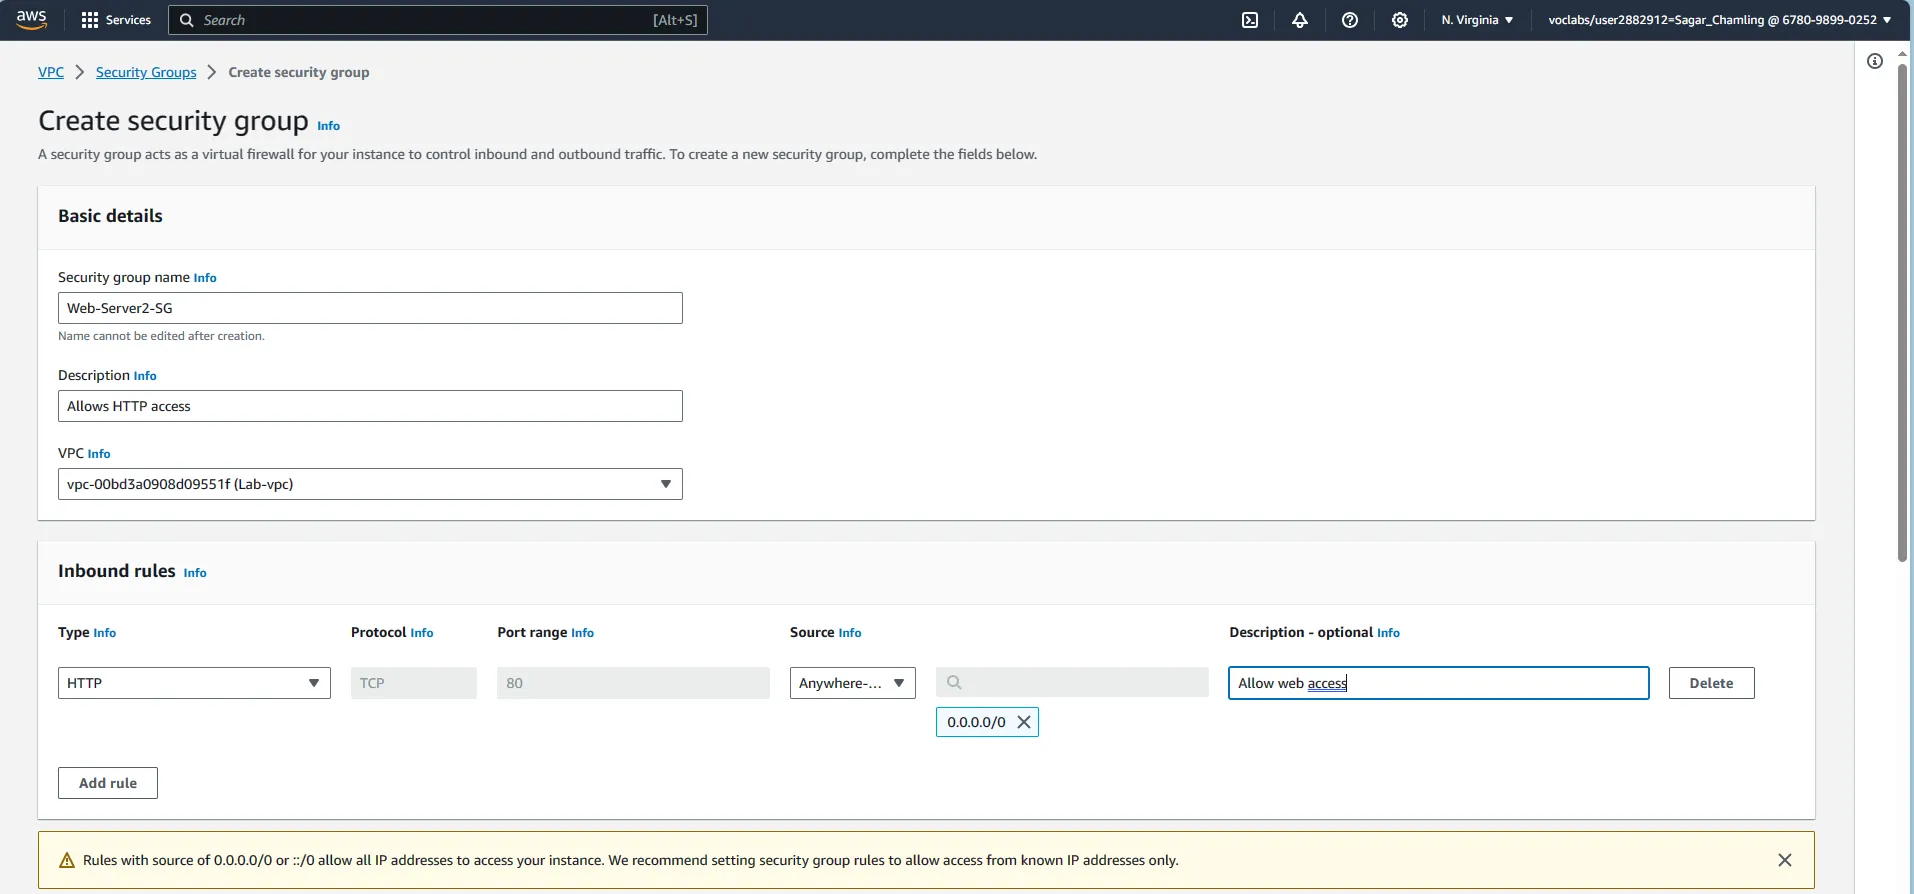 aws Services Search [Alt+S] N. Virginia voclabs/user2882912=Sagar_Chamling @ 6780-9899-0252
VPC Security Groups Create security group
Create security group Info
A security group acts as a virtual firewall for your instance to control inbound and outbound traffic. To create a new security group, complete the fields below.
Basic details
Security group name Info
Web-Server2-SG
Name cannot be edited after creation.
Description Info
Allows HTTP access
VPC Info
vpc-00bd3a0908d09551f (Lab-vpc)
Inbound rules Info
Type Info Protocol Info Port range Info Source Info Description - optional Info
HTTP TCP 80 Anywhere-... Allow web access Delete
0.0.0.0/0
Add rule
Rules with source of 0.0.0.0/0 or ::/0 allow all IP addresses to access your instance. We recommend setting security group rules to allow access from known IP addresses only.